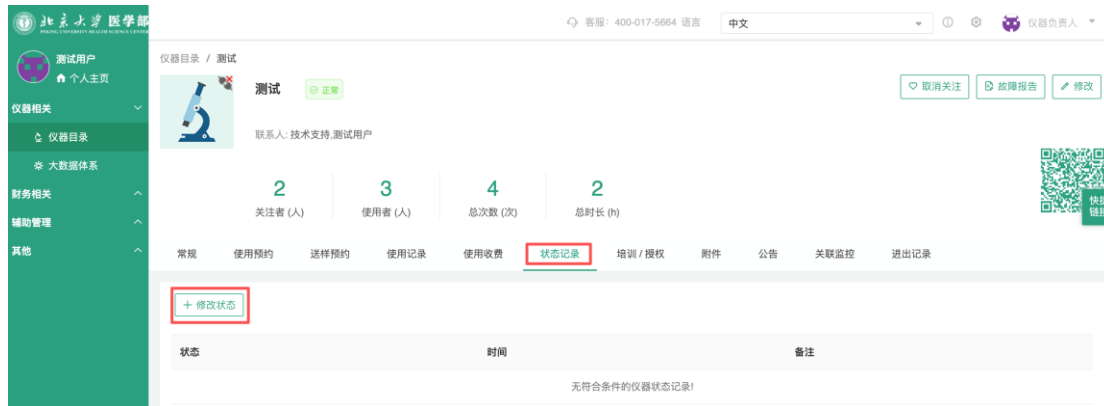 北京大学 医学部
PEKING UNIVERSITY HEALTH SCIENCE CENTER
客服：400-017-5664 语言 中文 仪器负责人
测试用户
个人主页
仪器相关
仪器目录
大数据体系
财务相关
辅助管理
其他
仪器目录 / 测试
测试 正常
取消关注 故障报告 修改
联系人: 技术支持,测试用户
2 3 4 2
关注者 (人) 使用者 (人) 总次数 (次) 总时长 (h)
快捷
链接
常规 使用预约 送样预约 使用记录 使用收费 状态记录 培训 / 授权 附件 公告 关联监控 进出记录
+ 修改状态
状态 时间 备注
无符合条件的仪器状态记录!